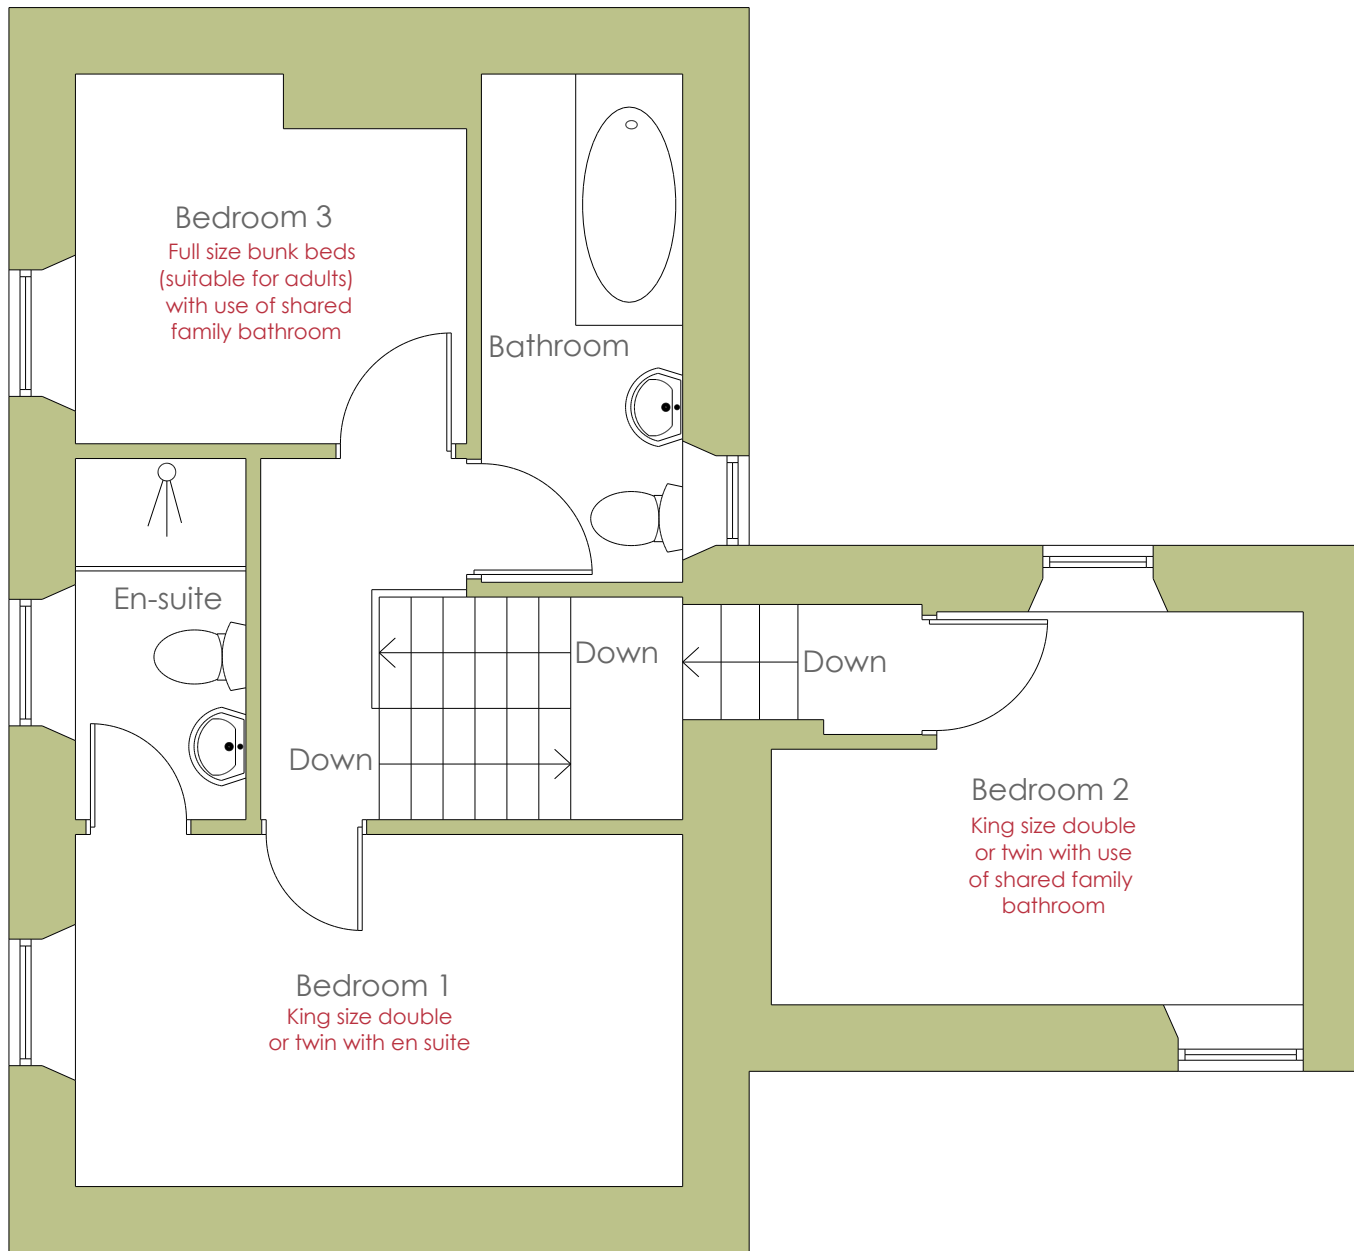 Bedroom 3
Full size bunk beds
(suitable for adults)
with use of shared
family bathroom
Bathroom
En-suite
Down
Down
Down
Bedroom 2
King size double
or twin with use
of shared family
bathroom
Bedroom 1
King size double
or twin with en suite